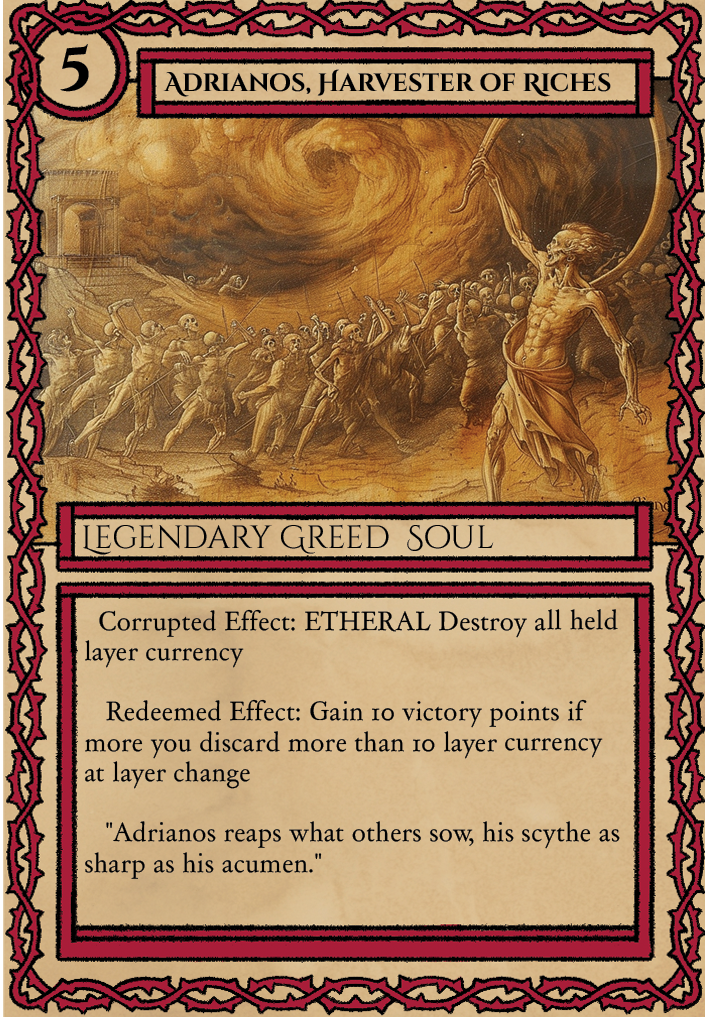 5
Adrianos, Harvester of Riches
Legendary Greed Soul
Corrupted Effect: ETHERAL Destroy all held
layer currency
Redeemed Effect: Gain 10 victory points if
more you discard more than 10 layer currency
at layer change
"Adrianos reaps what others sow, his scythe as
sharp as his acumen."